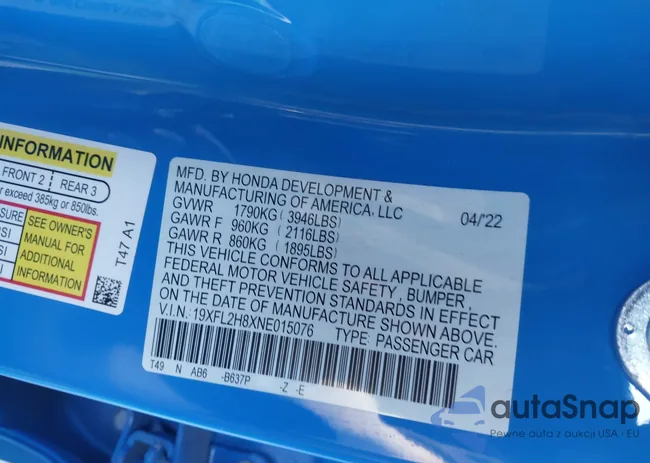 INFORMATION
FRONT 2 | REAR 3
exceed 385kg or 850lbs.
SEE OWNER'S
MANUAL FOR
ADDITIONAL
INFORMATION
T47 A1
MFD. BY HONDA DEVELOPMENT &
MANUFACTURING OF AMERICA, LLC
GVWR 1790KG (3946LBS) 04/'22
GAWR F 960KG (2116LBS)
GAWR R 860KG (1895LBS)
THIS VEHICLE CONFORMS TO ALL APPLICABLE
FEDERAL MOTOR VEHICLE SAFETY, BUMPER,
AND THEFT PREVENTION STANDARDS IN EFFECT
ON THE DATE OF MANUFACTURE SHOWN ABOVE.
V.I.N.: 19XFL2H8XNE015076 TYPE: PASSENGER CAR
T49 N AB6 -B637P -Z -E
autoSnap
Pewne auta z aukcji USA · EU